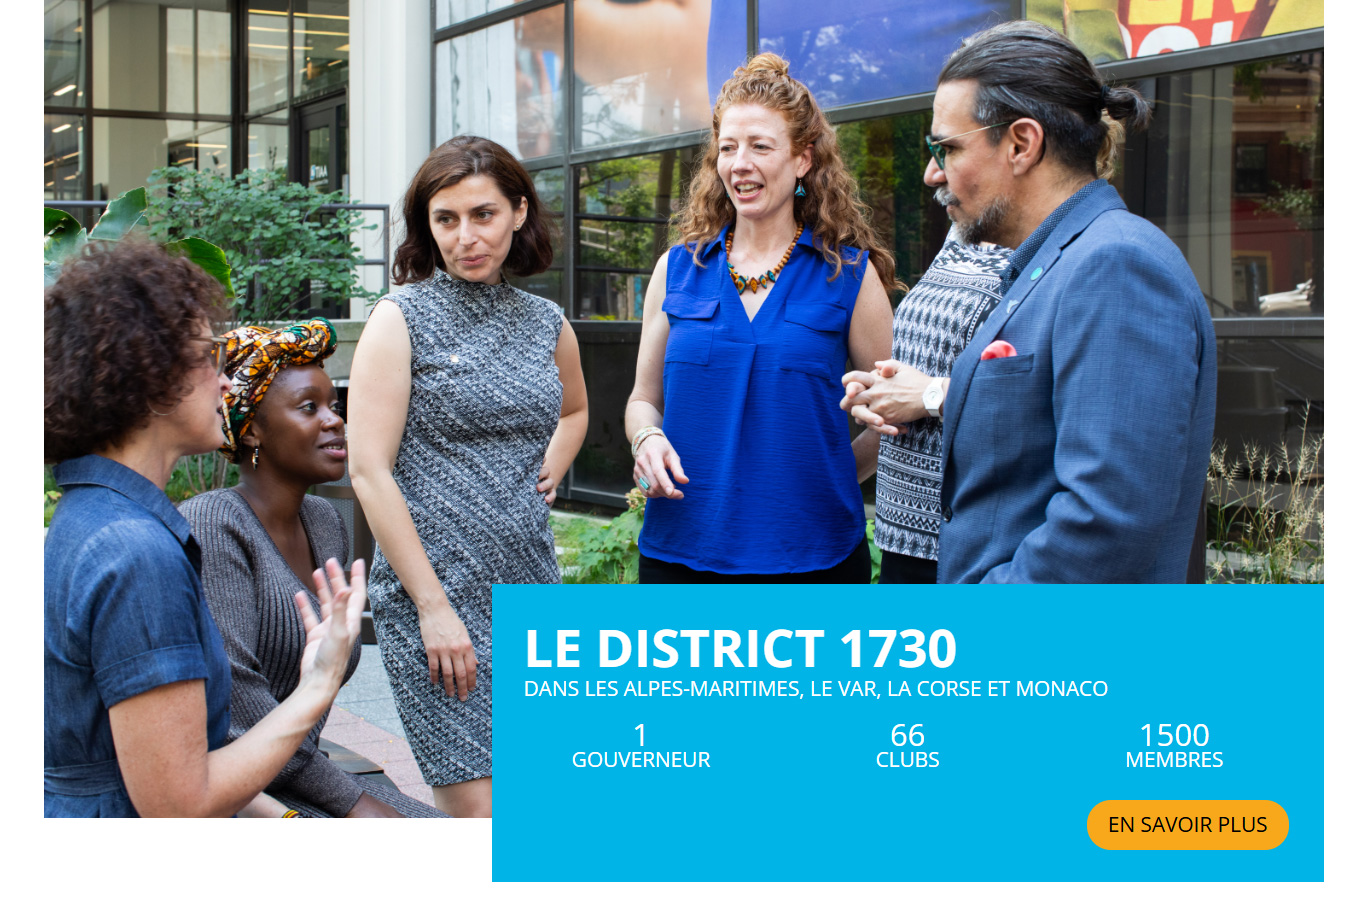 LE DISTRICT 1730
DANS LES ALPES-MARITIMES, LE VAR, LA CORSE ET MONACO
1
GOUVERNEUR
66
CLUBS
1500
MEMBRES
EN SAVOIR PLUS